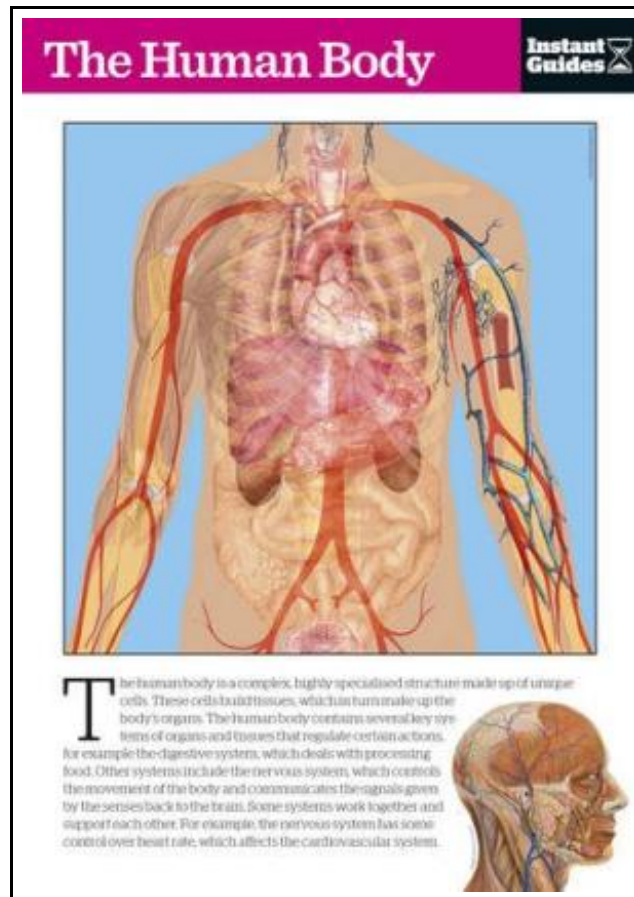 The Human Body
Instant
Guides
The human body is a complex, highly specialised structure made up of unique
cells. These cells build tissues, which in turn make up the
body's organs. The human body contains several key sys
tems of organs and tissues that regulate certain actions,
for example the digestive system, which deals with processing
food. Other systems include the nervous system, which controls
the movement of the body and communicates the signals given
by the senses back to the brain. Some systems work together and
support each other. For example, the nervous system has some
control over heart rate, which affects the cardiovascular system.